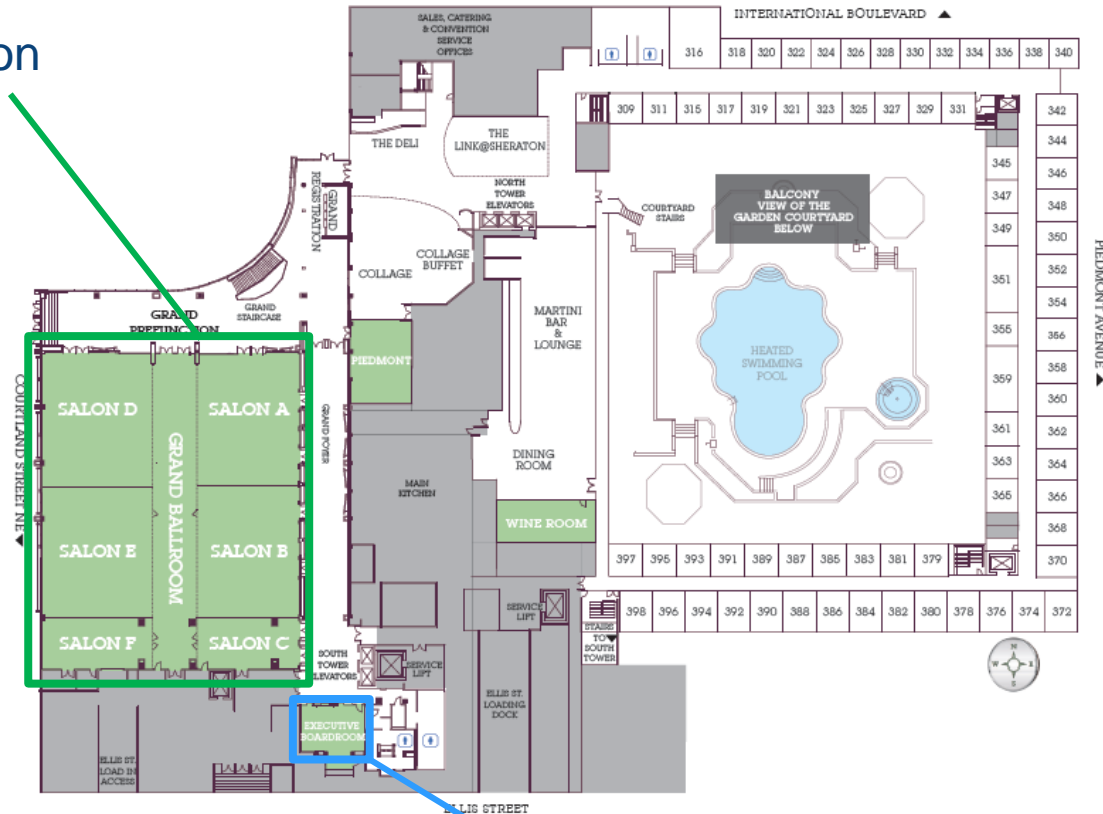 on
INTERNATIONAL BOULEVARD ▲
SALES, CATERING
& CONVENTION
SERVICE
OFFICES
316 318 320 322 324 326 328 330 332 334 336 338 340
309 311 315 317 319 321 323 325 327 329 331
342
344
346
348
350
352
354
356
358
360
362
364
366
368
370
345
347
349
351
355
359
361
363
365
THE DELI
THE
LINK@SHERATON
NORTH
TOWER
ELEVATORS
COURTYARD
STAIRS
BALCONY
VIEW OF THE
GARDEN COURTYARD
BELOW
PIEDMONT AVENUE ▲
GRAND
REGISTRATION
COLLAGE
COLLAGE
BUFFET
GRAND
STAIRCASE
GRAND
PREFUNCTION
MARTINI
BAR
&
LOUNGE
HEATED
SWIMMING
POOL
PIEDMONT
COURTLAND STREET NE
SALON D
SALON A
GRAND BALLROOM
GRAND FOYER
SALON E
SALON B
SALON F
SALON C
DINING
ROOM
MAIN
KITCHEN
WINE ROOM
397 395 393 391 389 387 385 383 381 379
398 396 394 392 390 388 386 384 382 380 378 376 374 372
SERVICE
LIFT
STAIRS
TO
SOUTH
TOWER
SOUTH
TOWER
ELEVATORS
SERVICE
LIFT
ELLIS ST.
LOADING
DOCK
EXECUTIVE
BOARDROOM
ELLIS ST.
LOAD IN
ACCESS
N
W E
S
ELLIS STREET